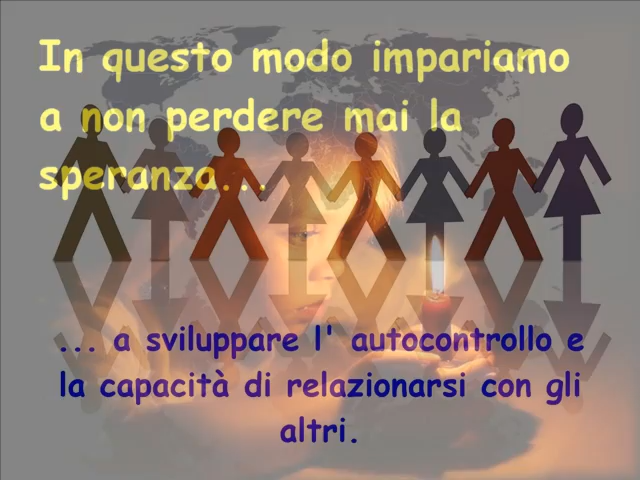 In questo modo impariamo
a non perdere mai la
speranza...
... a sviluppare l' autocontrollo e
la capacità di relazionarsi con gli
altri.